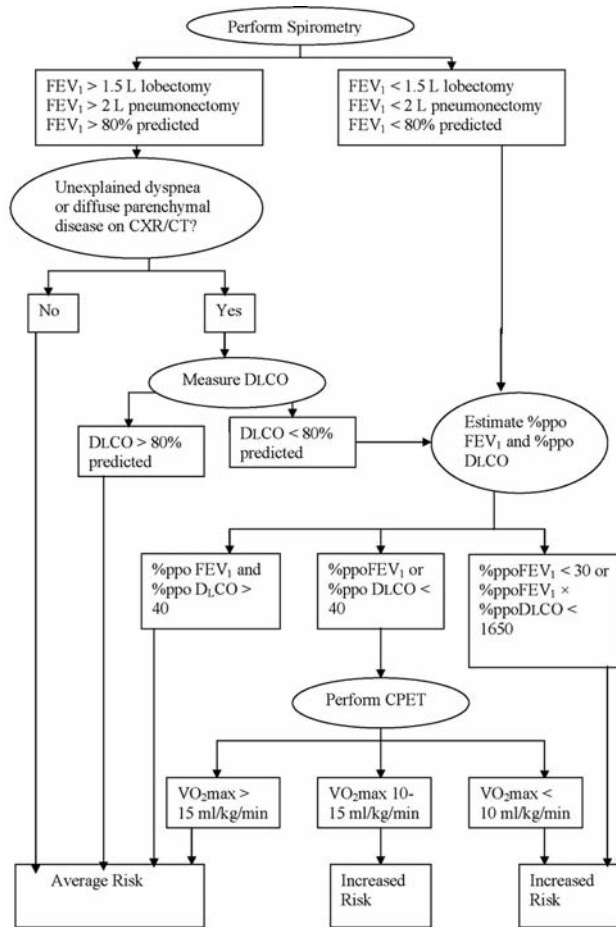 Perform Spirometry
FEV₁ > 1.5 L lobectomy
FEV₁ > 2 L pneumonectomy
FEV₁ > 80% predicted
FEV₁ < 1.5 L lobectomy
FEV₁ < 2 L pneumonectomy
FEV₁ < 80% predicted
Unexplained dyspnea
or diffuse parenchymal
disease on CXR/CT?
No
Yes
Measure DLCO
DLCO > 80%
predicted
DLCO < 80%
predicted
Estimate %ppo
FEV₁ and %ppo
DLCO
%ppo FEV₁ and
%ppo DLCO >
40
%ppoFEV₁ or
%ppo DLCO <
40
%ppoFEV₁ < 30 or
%ppoFEV₁ ×
%ppoDLCO <
1650
Perform CPET
VO₂max >
15 ml/kg/min
VO₂max 10-
15 ml/kg/min
VO₂max <
10 ml/kg/min
Average Risk
Increased
Risk
Increased
Risk